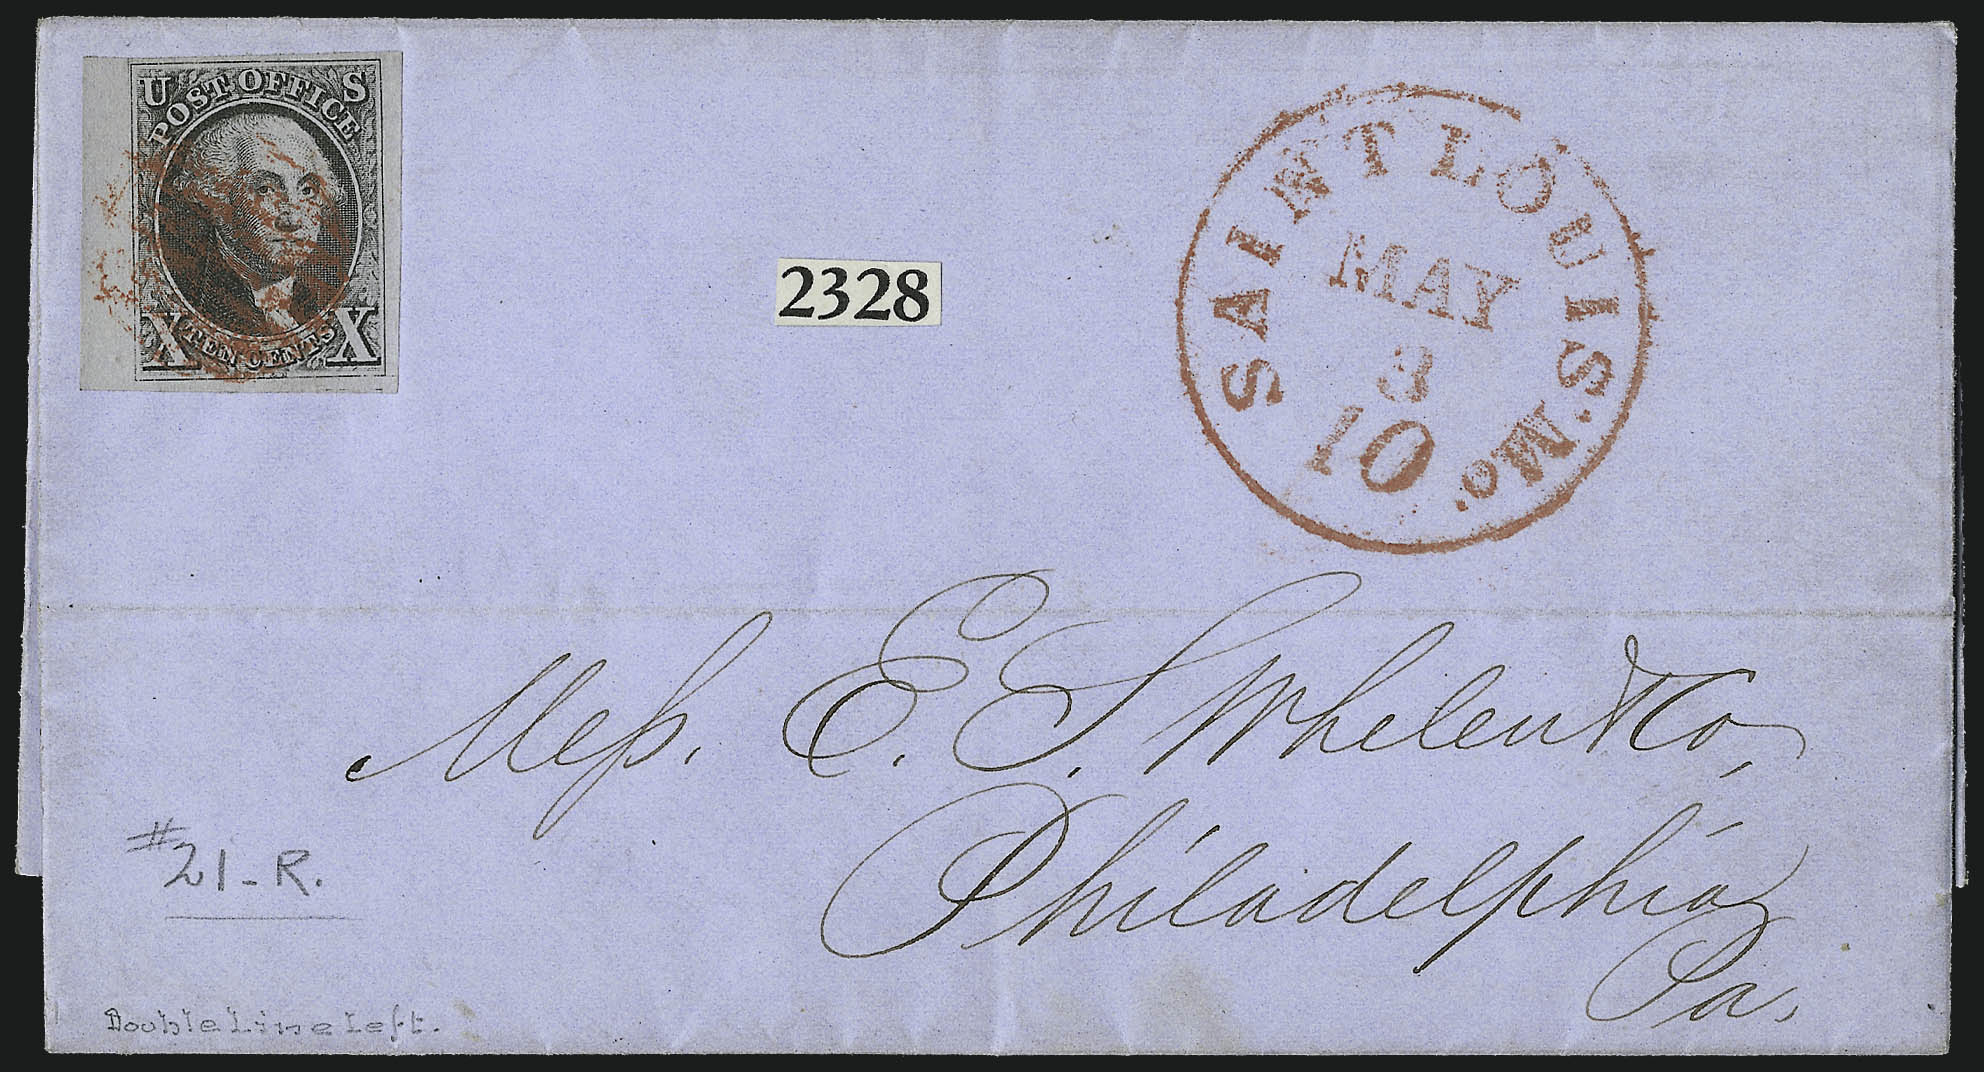 U S
POST OFFICE
X TEN CENTS X
2328
SAINT LOUIS Mo.
MAY
3
10
Mess. E. S. Whelen & Co,
Philadelphia
Pa.
#21-R.
Double Line Left.